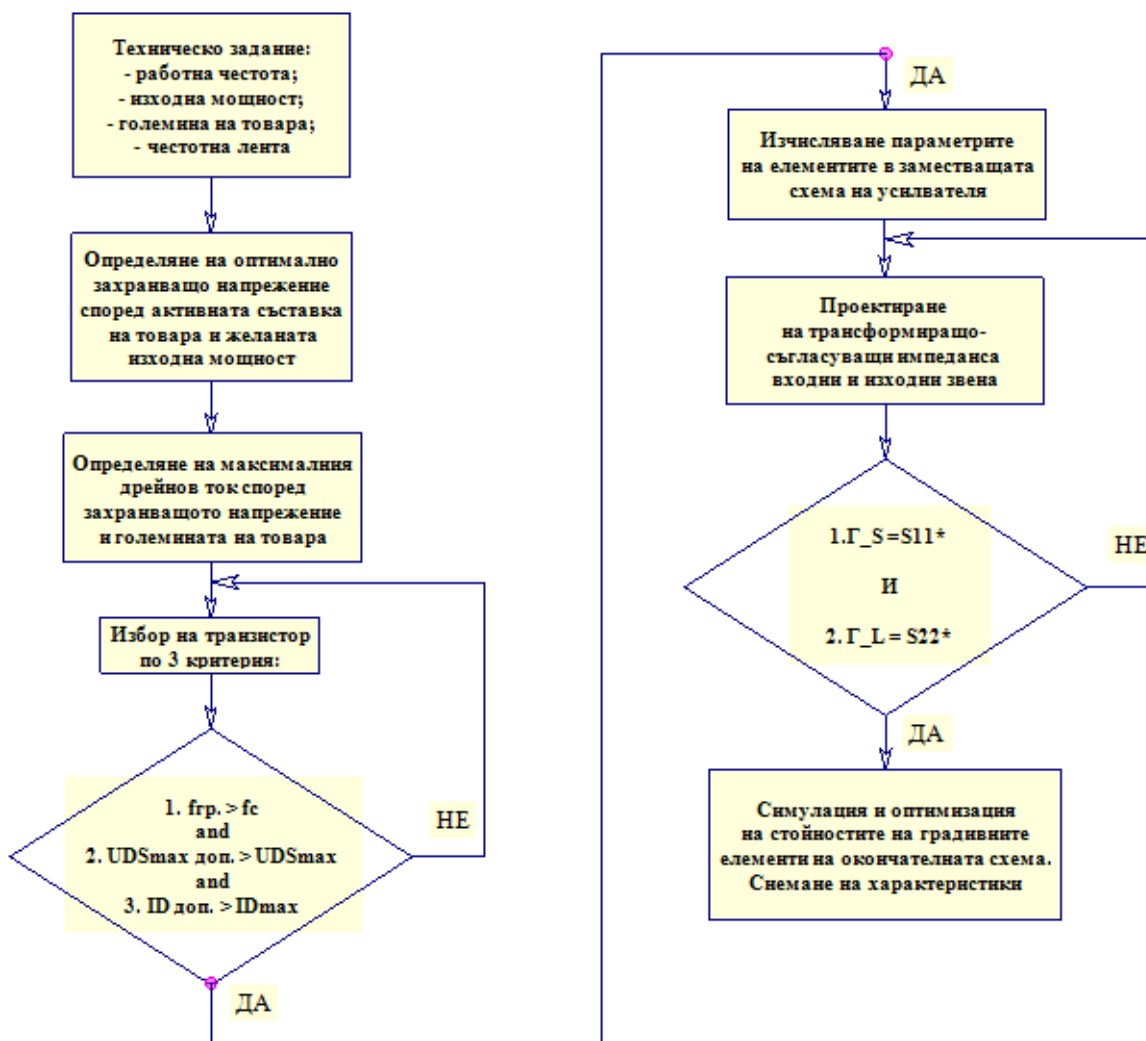 Техническо задание:
- работна честота;
- изходна мощност;
- големина на товара;
- честотна лента
Определяне на оптимално
захранващо напрежение
според активната съставка
на товара и желаната
изходна мощност
Определяне на максималния
дрейнов ток според
захранващото напрежение
и големината на товара
Избор на транзистор
по 3 критерия:
1. fгр. > fc
and
2. UDSmax доп. > UDSmax
and
3. ID доп. > IDmax
НЕ
ДА
ДА
Изчисляване параметрите
на елементите в заместващата
схема на усилвателя
Проектиране
на трансформиращо-
съгласуващи импеданса
входни и изходни звена
1.Γ_S =S11*
И
2. Γ_L = S22*
НЕ
ДА
Симулация и оптимизация
на стойностите на градивните
елементи на окончателната схема.
Снемане на характеристики